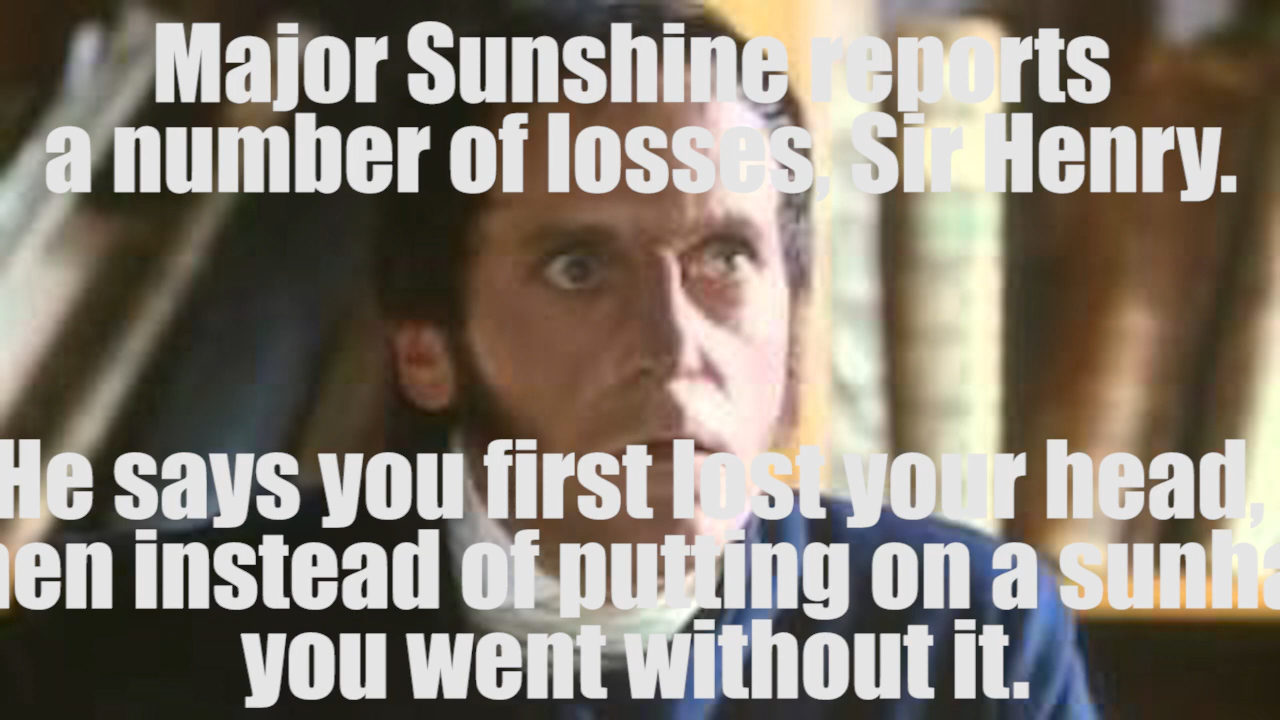 Major Sunshine reports
a number of losses, Sir Henry.
He says you first lost your head,
instead of putting on a
you went without it.